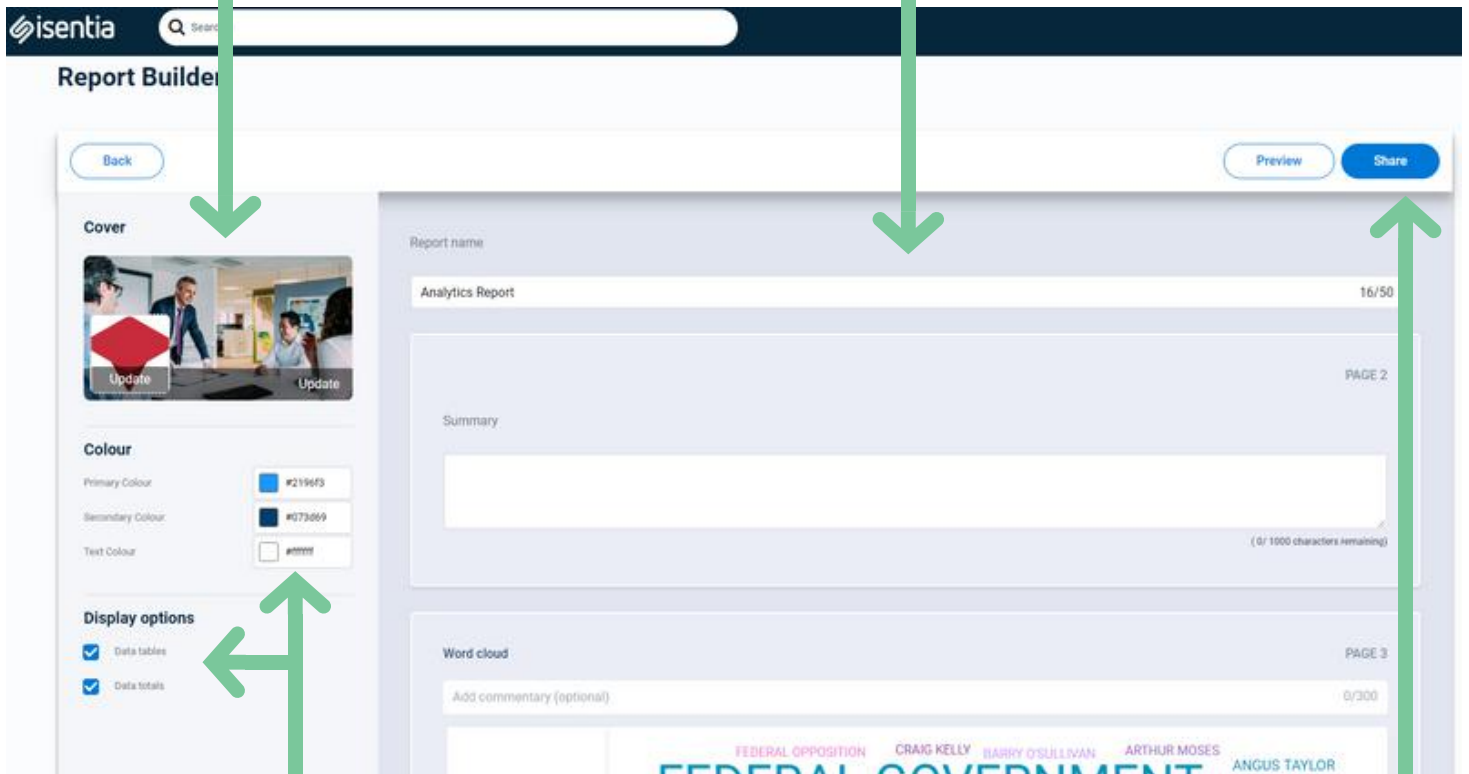 isentia
Search
Report Builder
Back
Preview
Share
Cover
Update
Update
Colour
Primary Colour
#2196f3
Secondary Colour
#073d69
Text Colour
#ffffff
Display options
Data tables
Data totals
Report name
Analytics Report
16/50
PAGE 2
Summary
( 0/ 1000 characters remaining)
Word cloud
PAGE 3
Add commentary (optional)
0/300
FEDERAL OPPOSITION
CRAIG KELLY
BARRY O'SULLIVAN
ARTHUR MOSES
ANGUS TAYLOR
FEDERAL GOVERNMENT